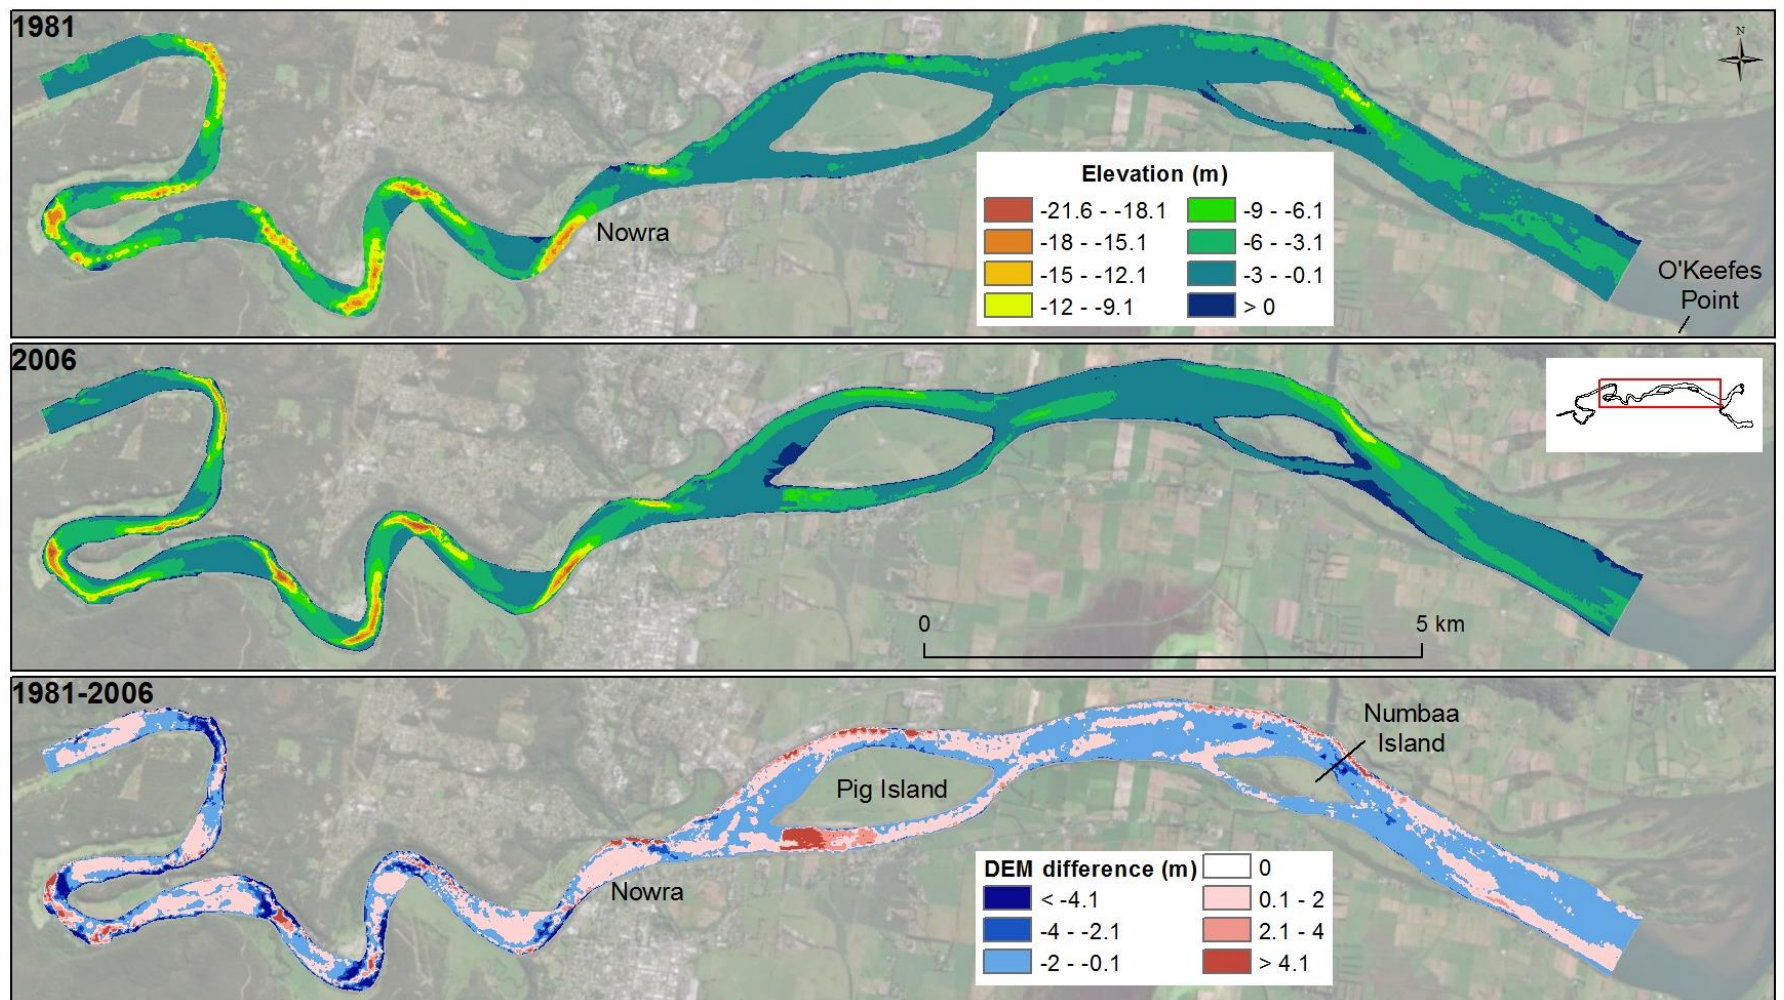 1981
N
Nowra
Elevation (m)
-21.6 - -18.1
-9 - -6.1
-18 - -15.1
-6 - -3.1
-15 - -12.1
-3 - -0.1
-12 - -9.1
> 0
O'Keefes
Point
2006
0
5 km
1981-2006
Numbaa
Island
Pig Island
Nowra
DEM difference (m)
0
< -4.1
0.1 - 2
-4 - -2.1
2.1 - 4
-2 - -0.1
> 4.1